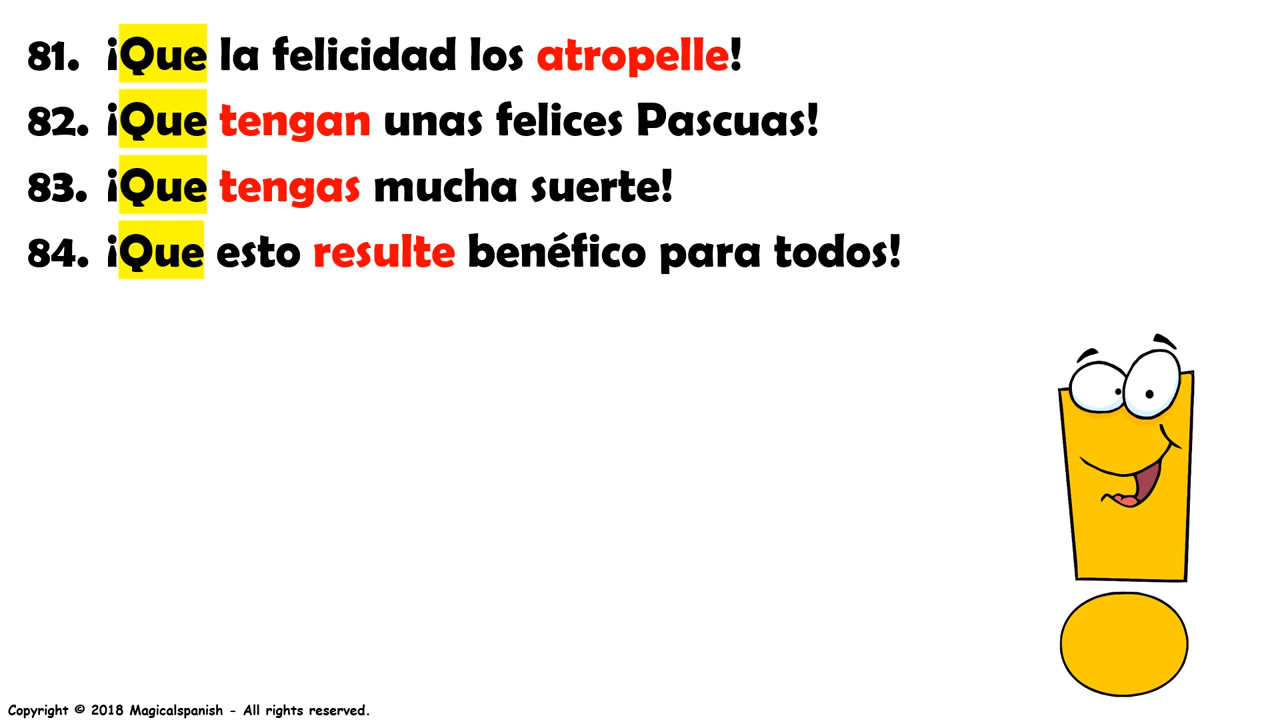 81. ¡Que la felicidad los atropelle!
82. ¡Que tengan unas felices Pascuas!
83. ¡Que tengas mucha suerte!
84. ¡Que esto resulte benéfico para todos!
Copyright © 2018 Magicalspanish - All rights reserved.